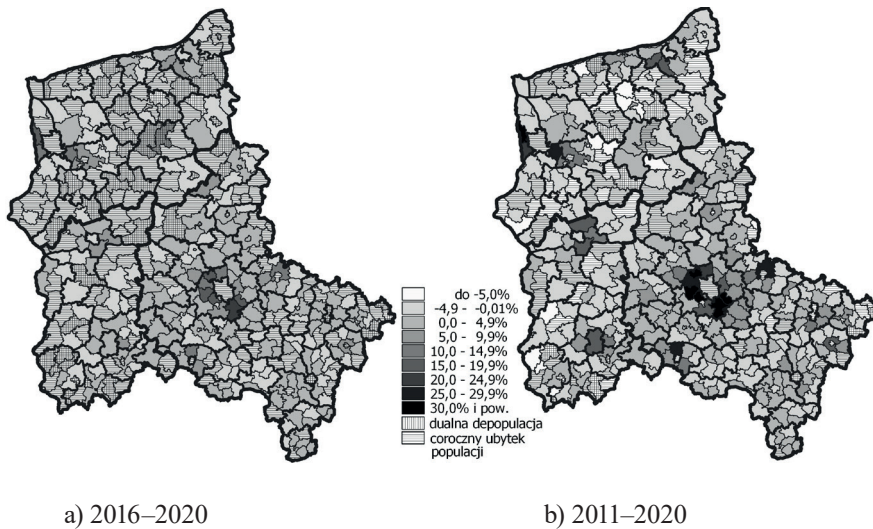 do -5,0%
-4,9 - -0,01%
0,0 - 4,9%
5,0 - 9,9%
10,0 - 14,9%
15,0 - 19,9%
20,0 - 24,9%
25,0 - 29,9%
30,0% i pow.
dualna depopulacja
coroczny ubytek
populacji
a) 2016–2020
b) 2011–2020